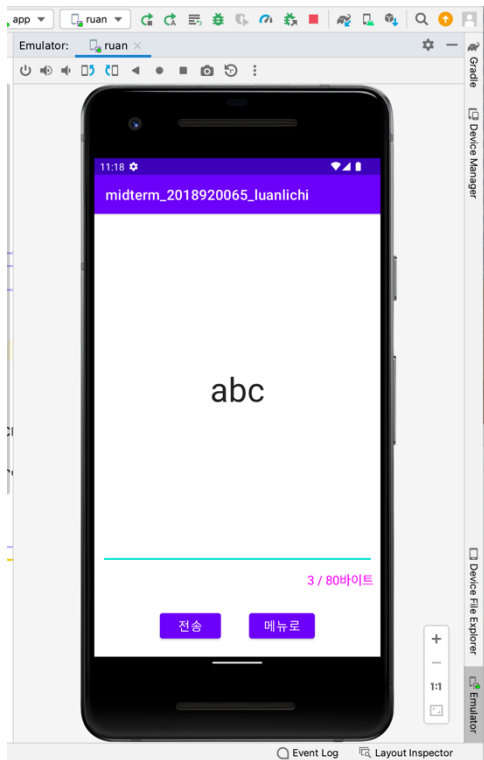 app ruan
Emulator: ruan
Gradle
Device Manager
11:18
midterm_2018920065_luanlichi
abc
3 / 80바이트
전송 메뉴로
Device File Explorer
1:1
Emulator
Event Log Layout Inspector